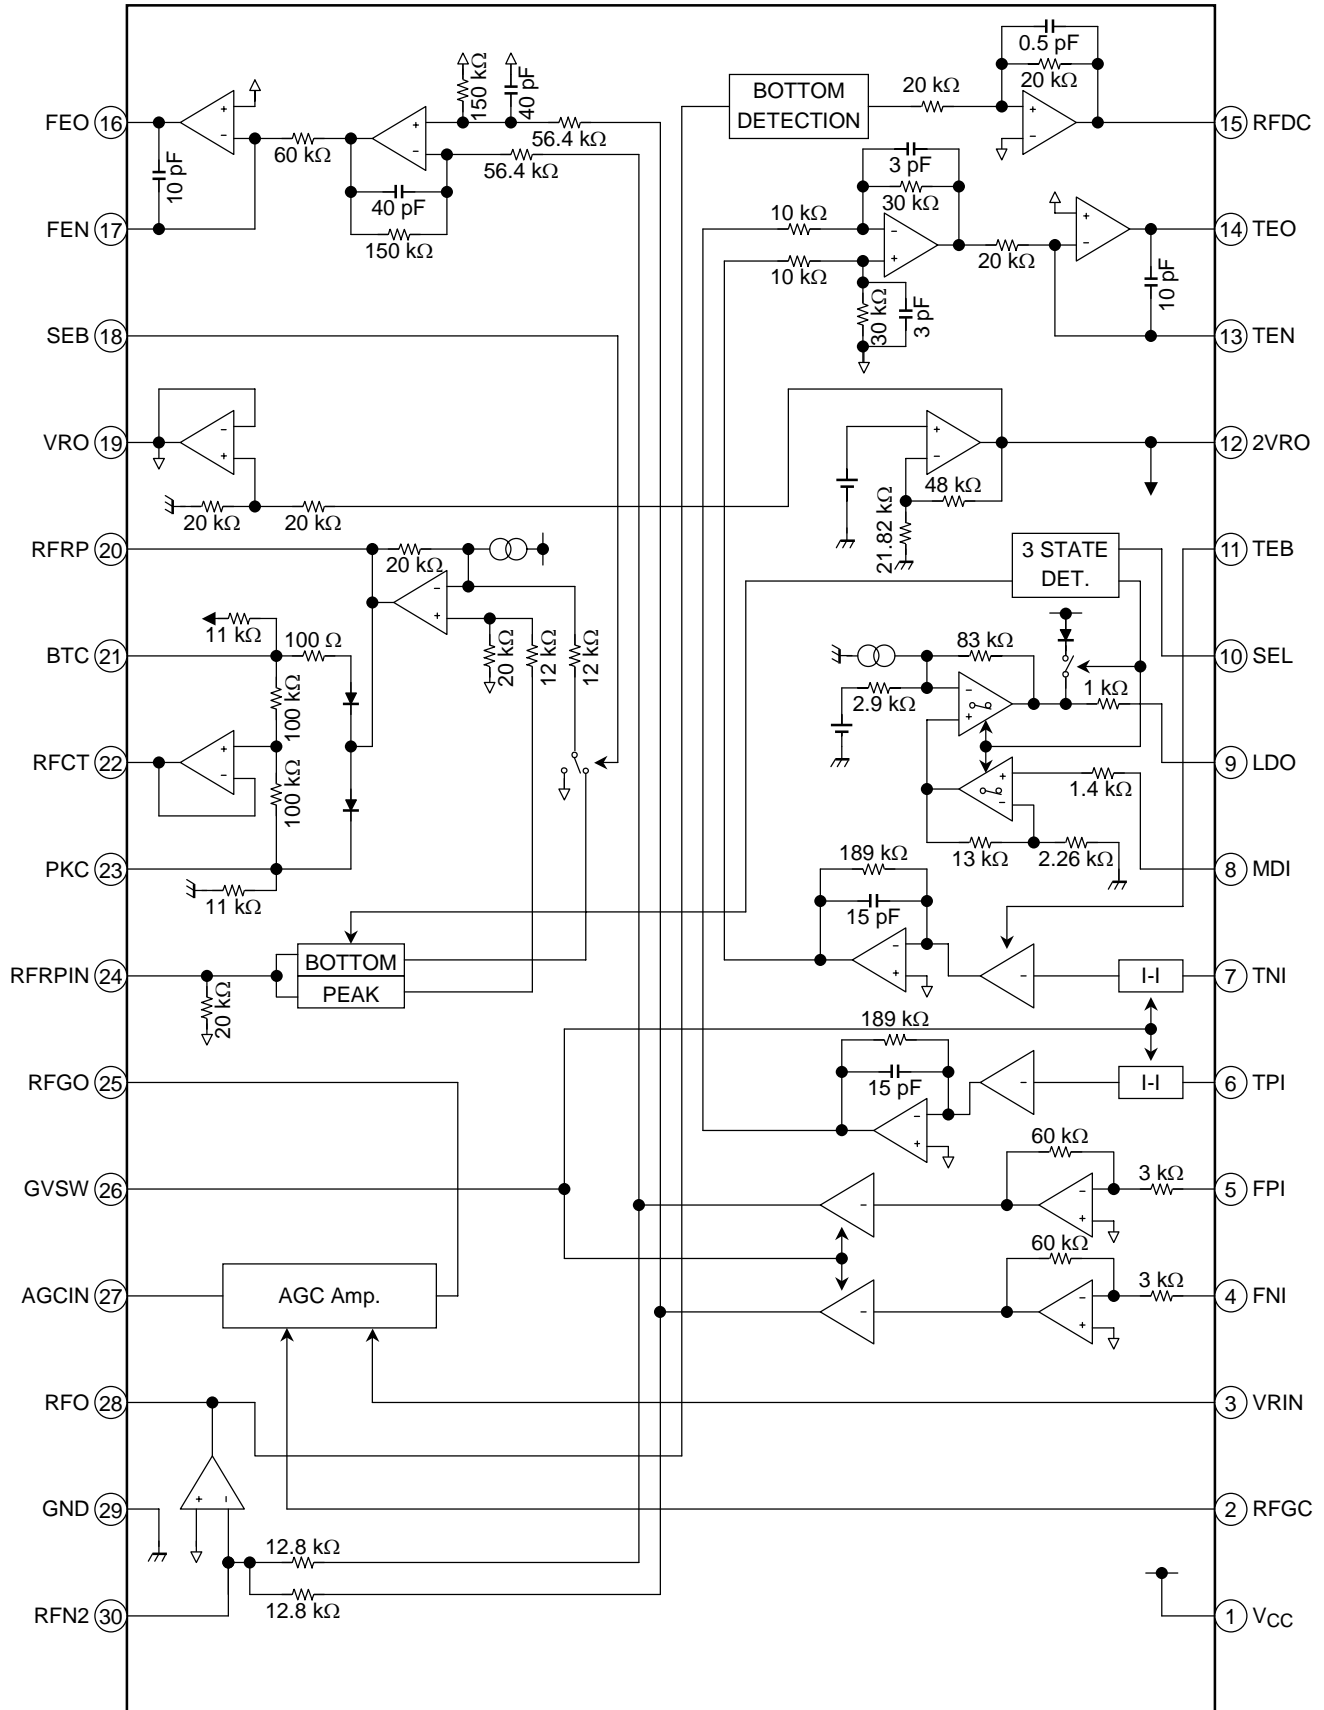 0.5 pF
20 kΩ
20 kΩ
BOTTOM
DETECTION
150 kΩ
40 pF
FEO 16
+
-
60 kΩ
10 pF
+
-
56.4 kΩ
56.4 kΩ
40 pF
150 kΩ
FEN 17
+
-
15 RFDC
3 pF
30 kΩ
10 kΩ
10 kΩ
-
+
30 kΩ
3 pF
20 kΩ
+
-
10 pF
14 TEO
13 TEN
SEB 18
VRO 19
-
+
20 kΩ
20 kΩ
+
-
48 kΩ
21.82 kΩ
12 2VRO
RFRP 20
20 kΩ
-
+
20 kΩ
12 kΩ
12 kΩ
3 STATE
DET.
11 TEB
11 kΩ
BTC 21
100 Ω
100 kΩ
83 kΩ
2.9 kΩ
-
+
1 kΩ
10 SEL
RFCT 22
+
-
100 kΩ
+
-
1.4 kΩ
9 LDO
13 kΩ
2.26 kΩ
PKC 23
11 kΩ
8 MDI
189 kΩ
15 pF
-
+
-
I-I
7 TNI
RFRPIN 24
20 kΩ
BOTTOM
PEAK
189 kΩ
15 pF
-
+
-
I-I
6 TPI
RFGO 25
GVSW 26
-
60 kΩ
-
+
3 kΩ
5 FPI
AGCIN 27
AGC Amp.
-
60 kΩ
-
+
3 kΩ
4 FNI
RFO 28
3 VRIN
+
-
GND 29
2 RFGC
12.8 kΩ
12.8 kΩ
RFN2 30
1 VCC